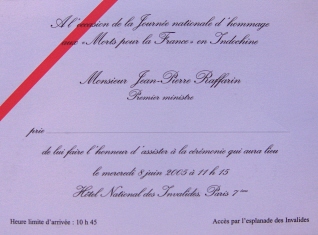 A l'occasion de la Journée nationale d'hommage
aux «Morts pour la France» en Indochine
Monsieur Jean-Pierre Raffarin
Premier ministre
prie
de lui faire l'honneur d'assister à la cérémonie qui aura lieu
le mercredi 8 juin 2005 à 11 h 15
Hôtel National des Invalides, Paris 7ème
Heure limite d'arrivée : 10 h 45
Accès par l'esplanade des Invalides